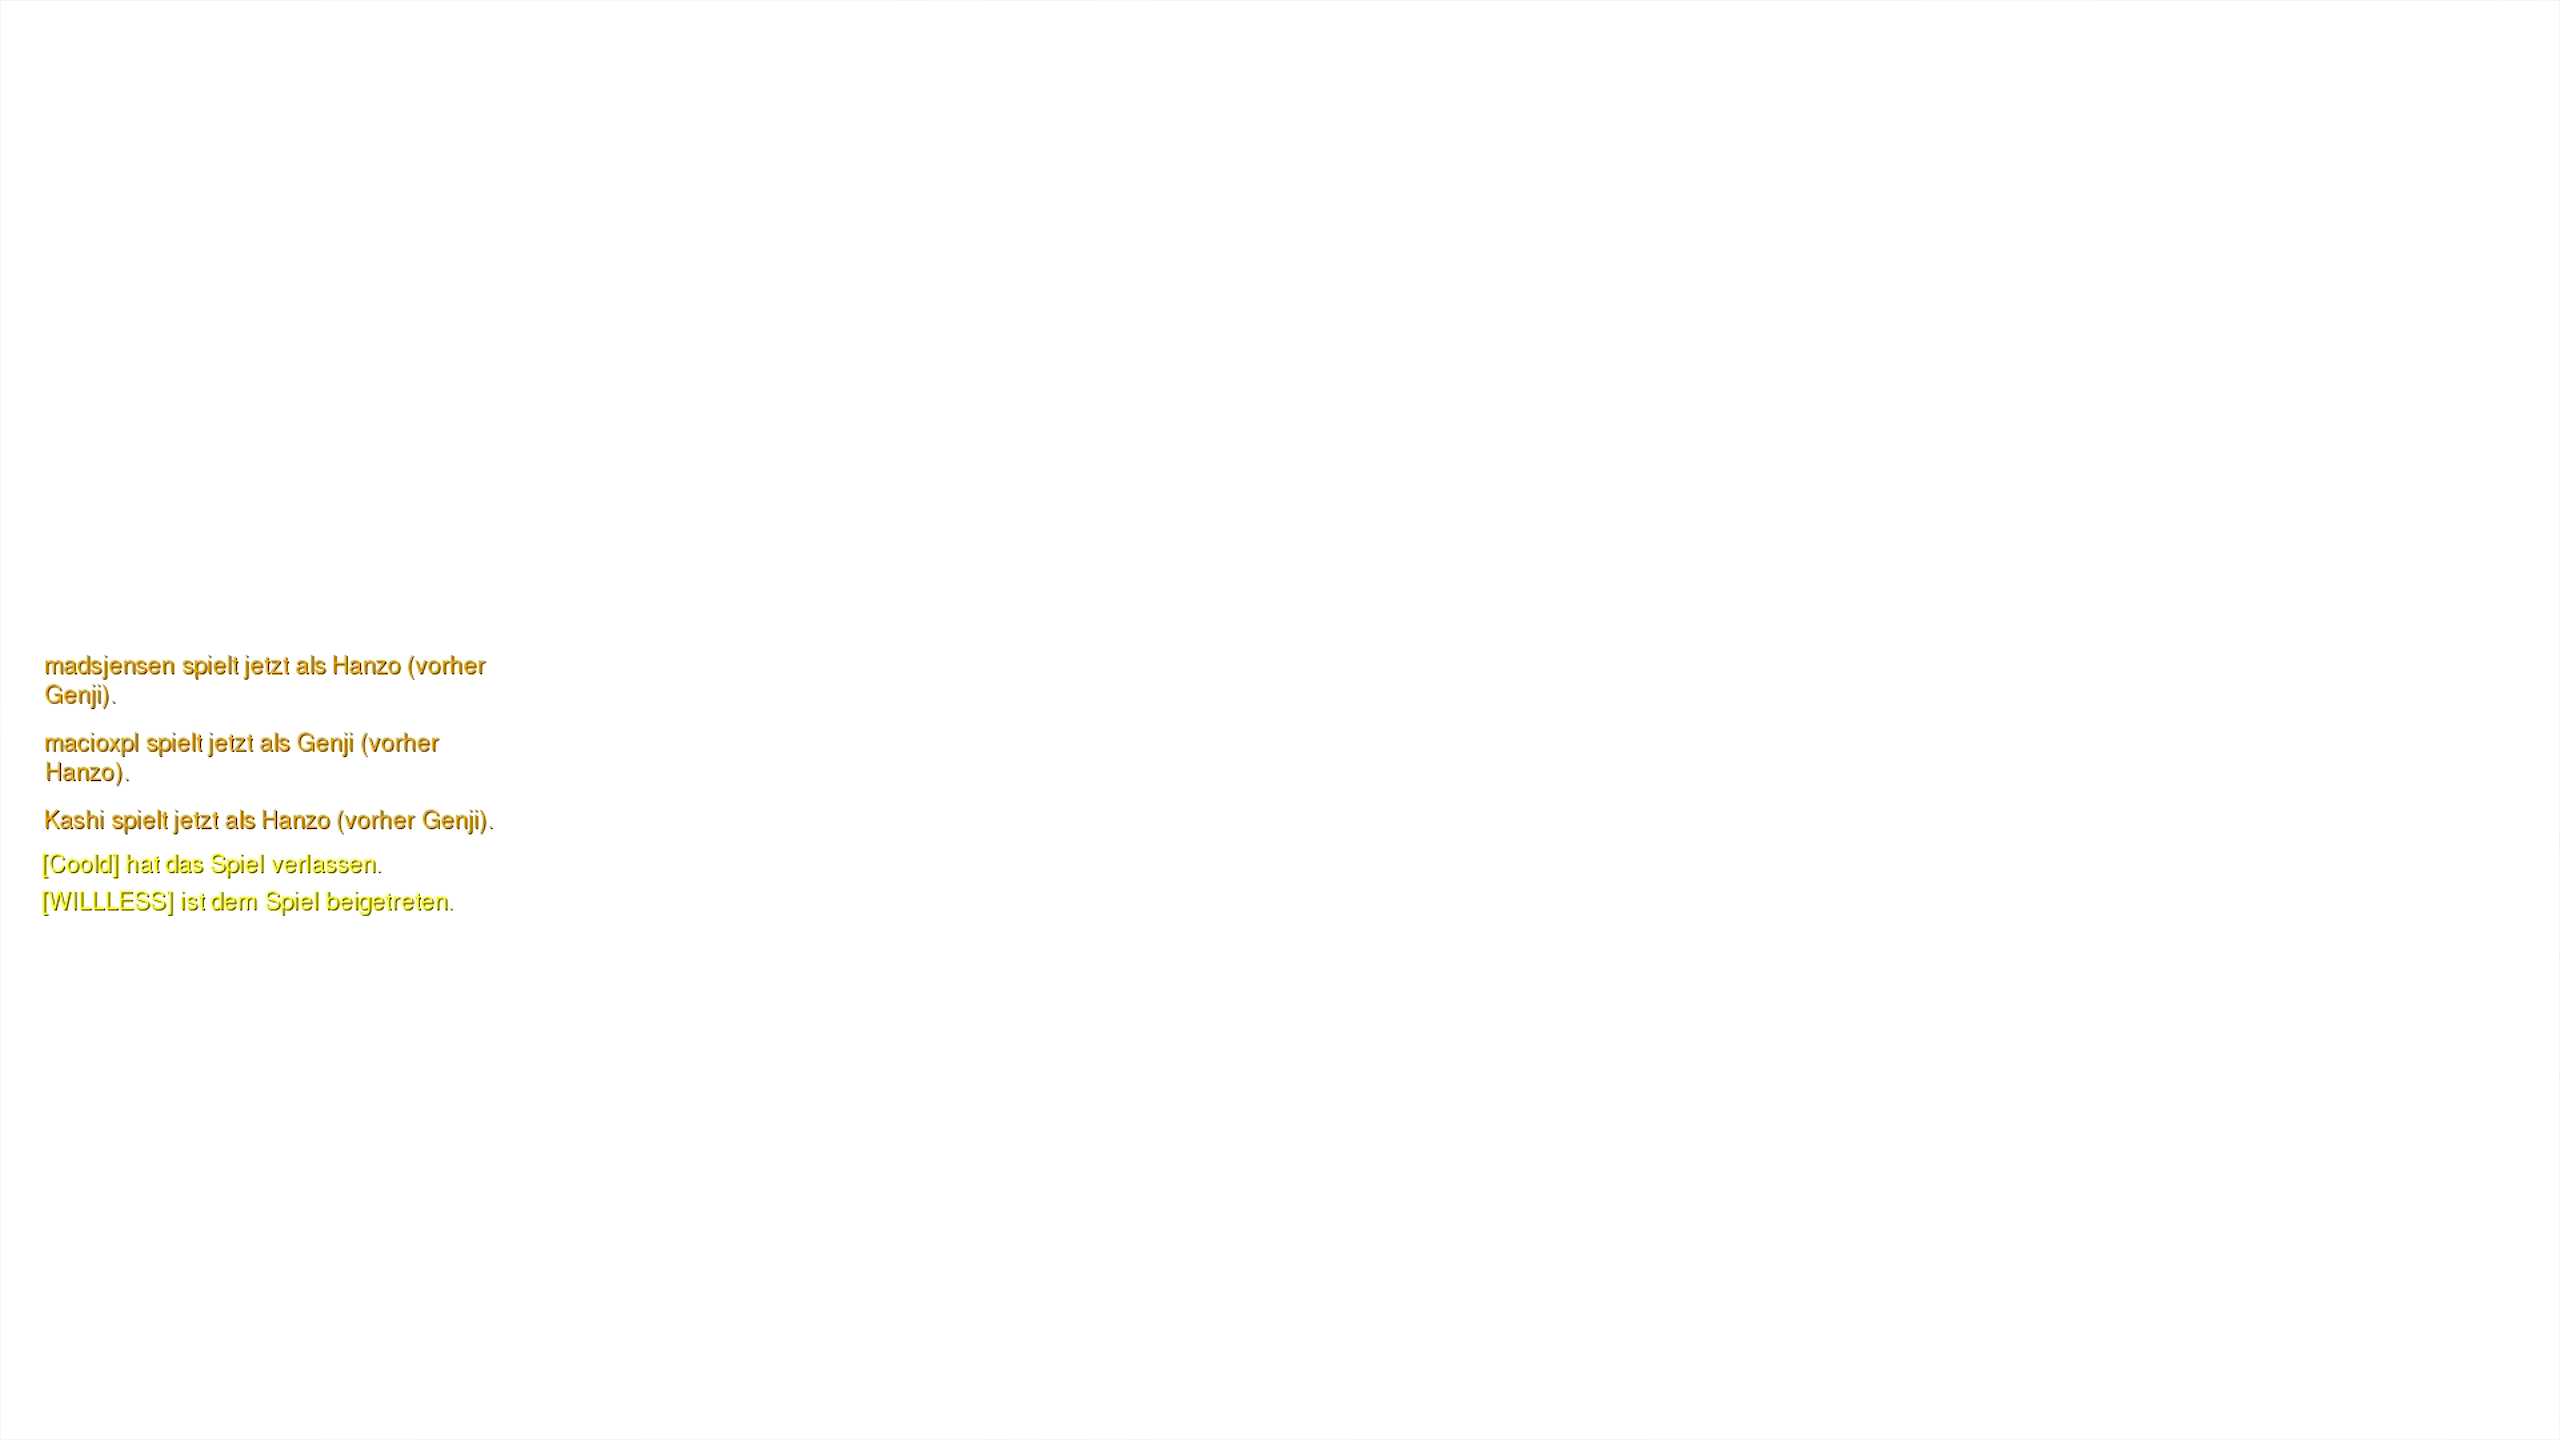 madsjensen spielt jetzt als Hanzo (vorher
Genji).
macioxpl spielt jetzt als Genji (vorher
Hanzo).
Kashi spielt jetzt als Hanzo (vorher Genji).
[Coold] hat das Spiel verlassen.
[WILLLESS] ist dem Spiel beigetreten.